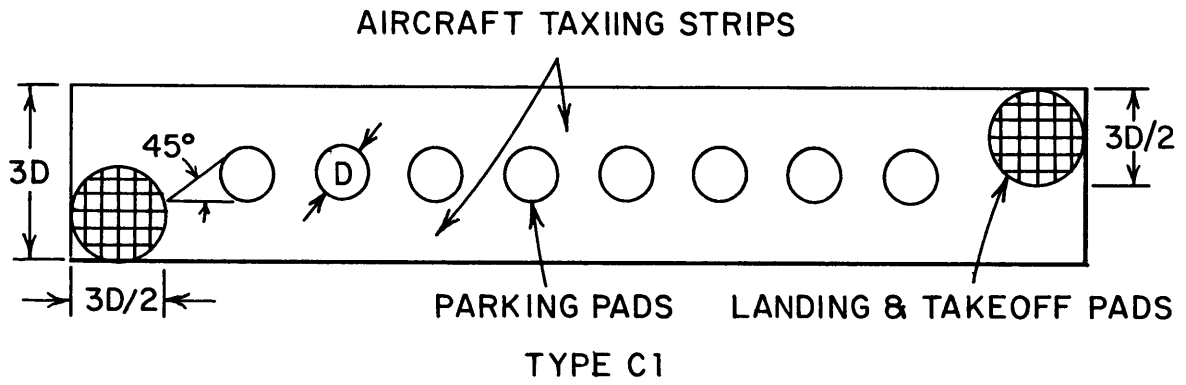 AIRCRAFT TAXIING STRIPS
3D
45°
D
3D/2
3D/2
PARKING PADS
LANDING & TAKEOFF PADS
TYPE C1